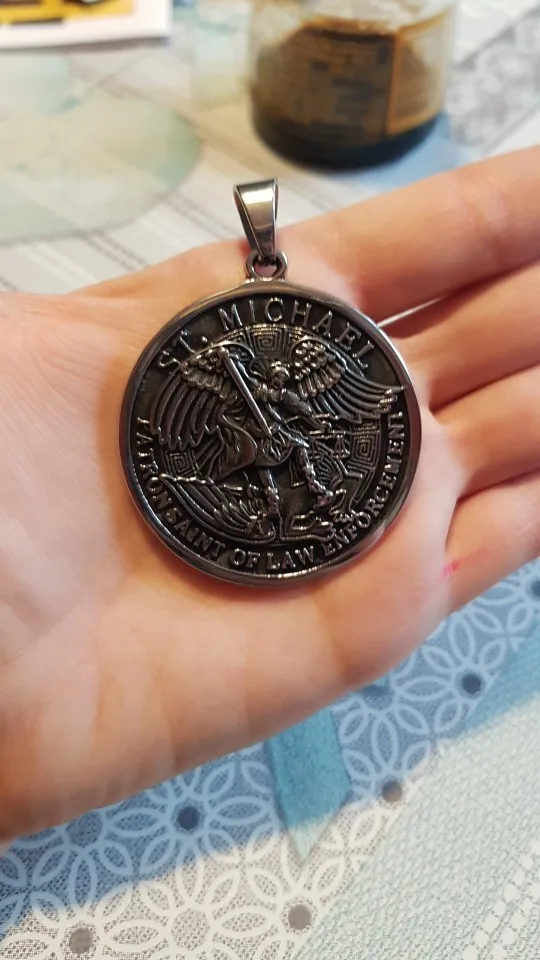 ST. MICHAEL
PATRON SAINT OF LAW ENFORCEMENT